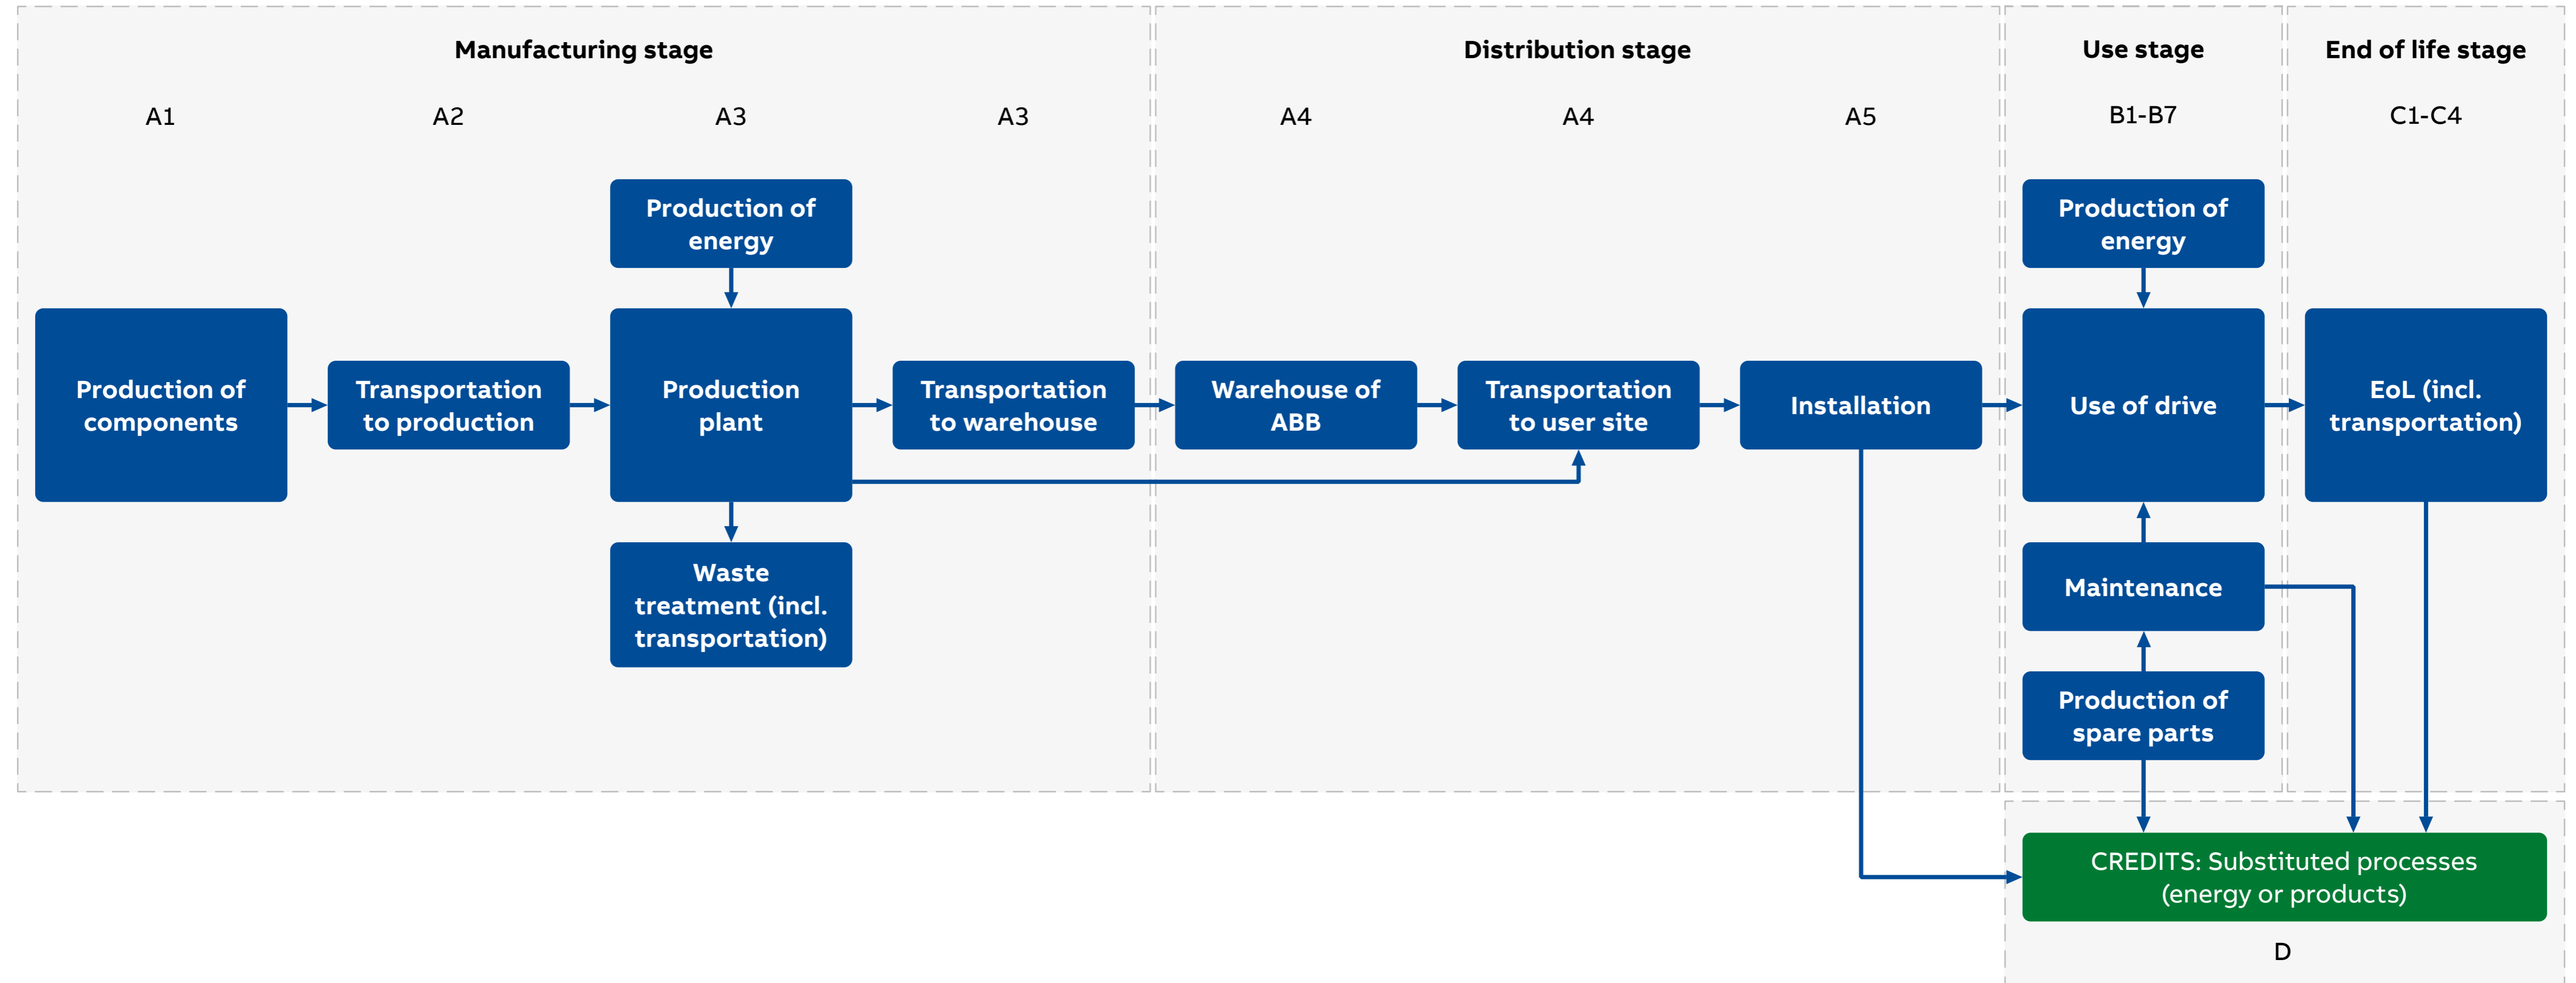 Manufacturing stage
Distribution stage
Use stage
End of life stage
A1
A2
A3
A3
A4
A4
A5
B1-B7
C1-C4
Production of
energy
Production of
energy
Production of
components
Transportation
to production
Production
plant
Transportation
to warehouse
Warehouse of
ABB
Transportation
to user site
Installation
Use of drive
EoL (incl.
transportation)
Waste
treatment (incl.
transportation)
Maintenance
Production of
spare parts
CREDITS: Substituted processes
(energy or products)
D